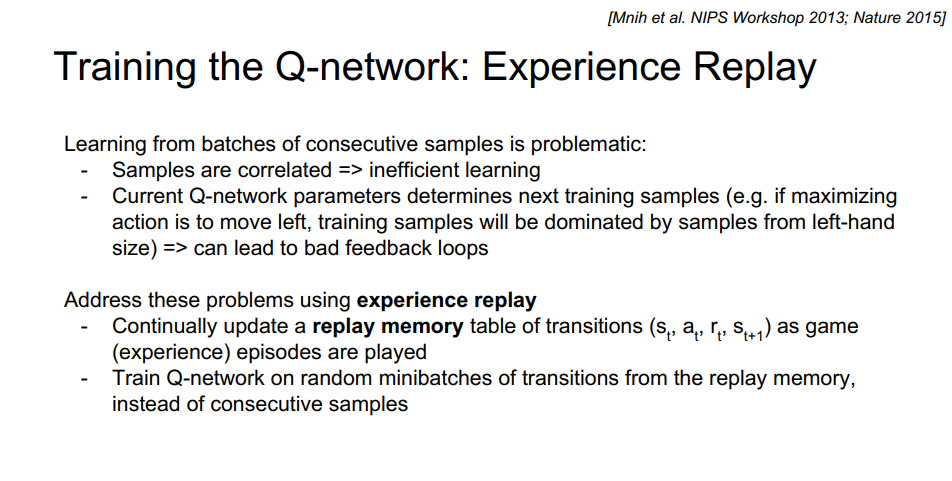 [Mnih et al. NIPS Workshop 2013; Nature 2015]
Training the Q-network: Experience Replay
Learning from batches of consecutive samples is problematic:
- Samples are correlated => inefficient learning
- Current Q-network parameters determines next training samples (e.g. if maximizing
action is to move left, training samples will be dominated by samples from left-hand
size) => can lead to bad feedback loops
Address these problems using experience replay
- Continually update a replay memory table of transitions (st, at, rt, st+1) as game
(experience) episodes are played
- Train Q-network on random minibatches of transitions from the replay memory,
instead of consecutive samples